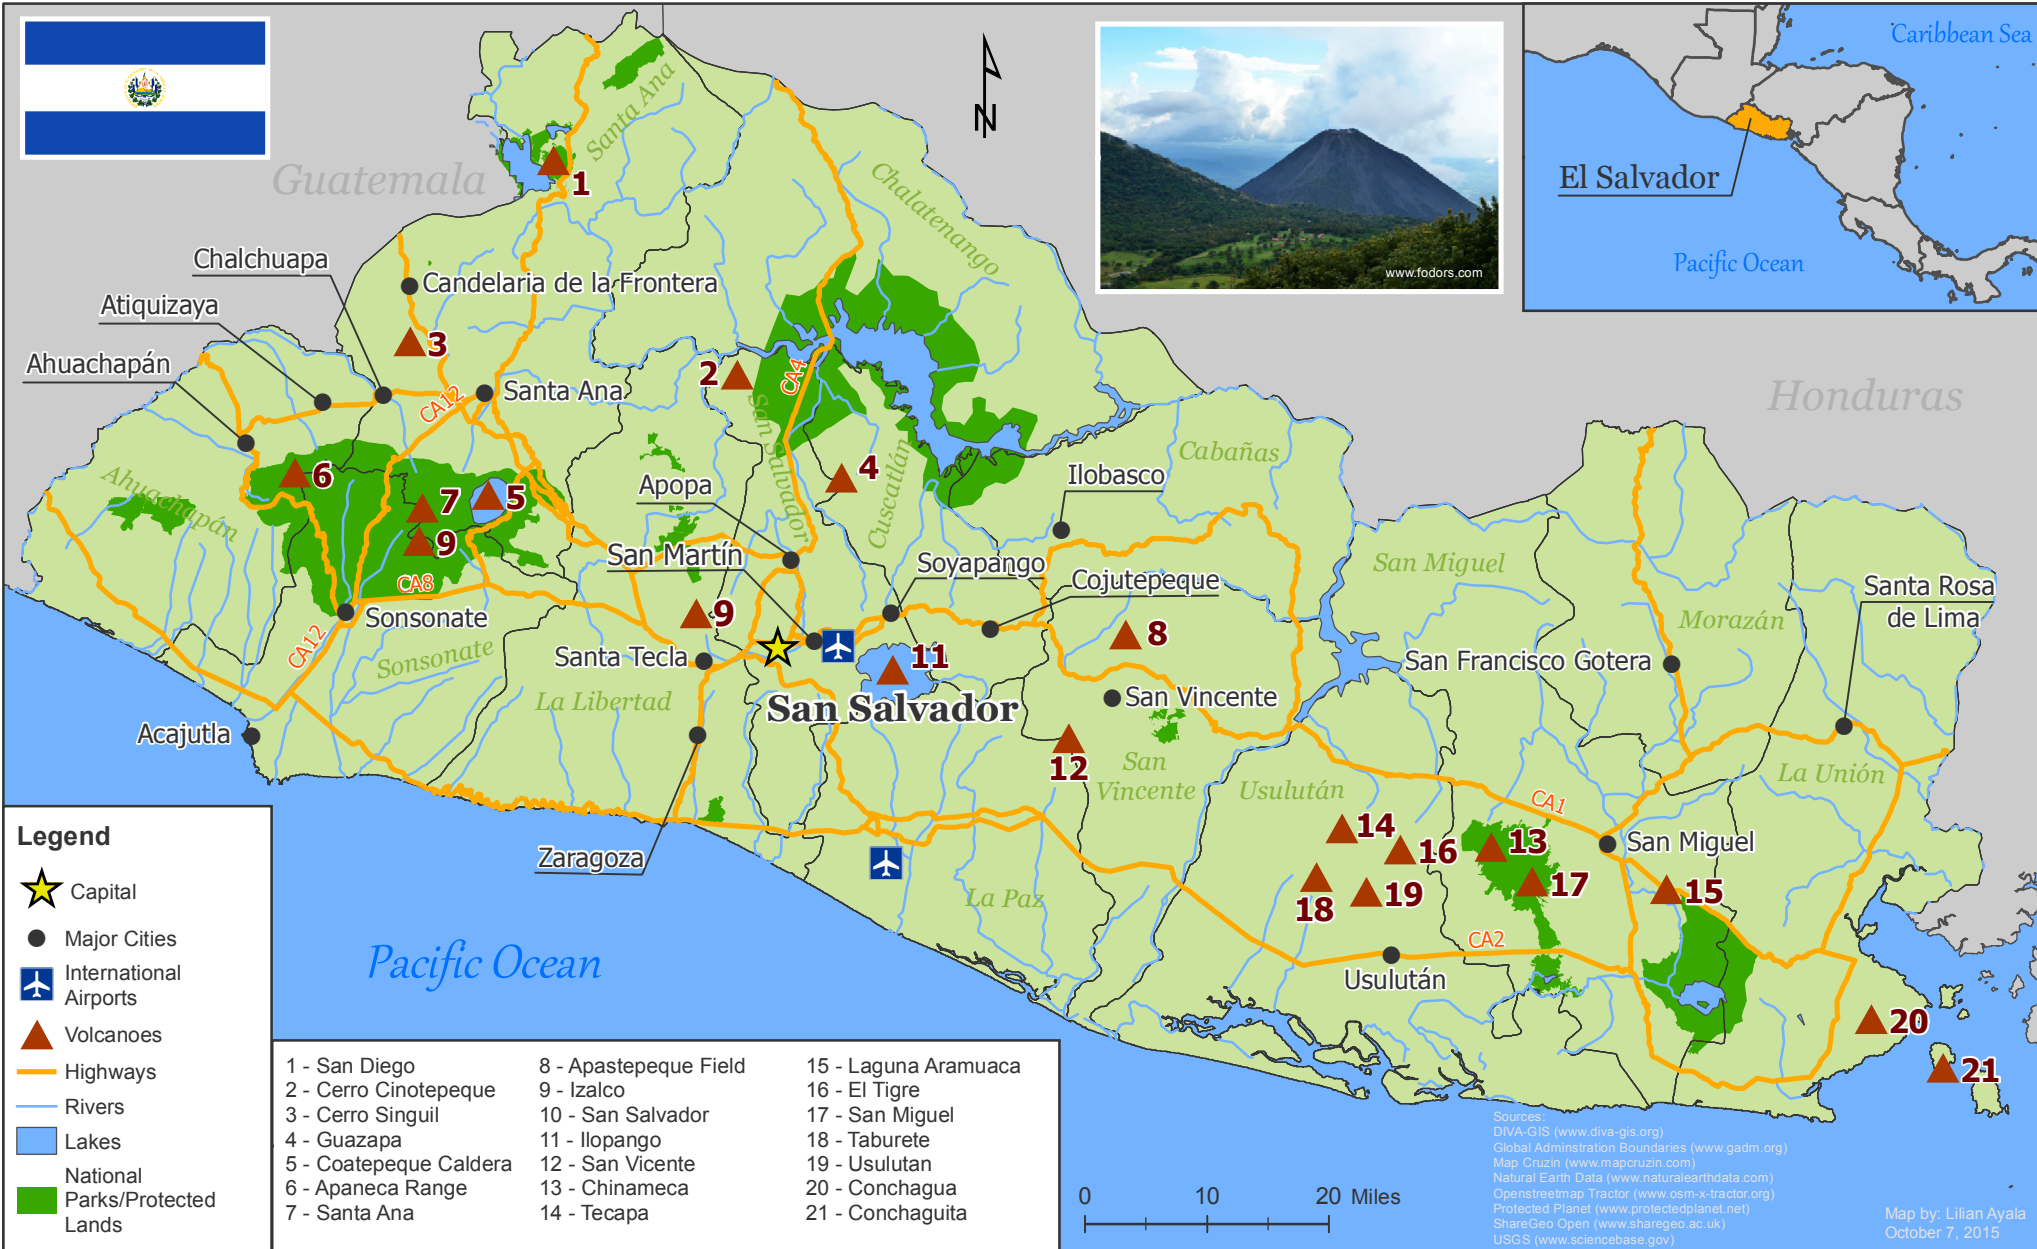 Guatemala
Honduras
Caribbean Sea
El Salvador
Pacific Ocean
www.fodors.com
N
Santa Ana
1
Chalatenango
Chalchuapa
Candelaria de la Frontera
Atiquizaya
3
Ahuachapán
2
CA4
Santa Ana
CA12
San Salvador
Cuscatlán
4
Cabañas
Ilobasco
Apopa
6
7
5
9
Ahuachapán
San Martín
Soyapango
Cojutepeque
San Miguel
Santa Rosa
de Lima
CA8
Sonsonate
CA12
9
8
Morazán
Sonsonate
Santa Tecla
11
San Francisco Gotera
La Libertad
San Salvador
San Vincente
Acajutla
12
San
Vincente
Usulután
La Unión
CA1
14
16
13
San Miguel
Zaragoza
18
19
17
15
La Paz
CA2
Usulután
Pacific Ocean
20
21
Legend
Capital
Major Cities
International
Airports
Volcanoes
Highways
Rivers
Lakes
National
Parks/Protected
Lands
1 - San Diego
2 - Cerro Cinotepeque
3 - Cerro Singuil
4 - Guazapa
5 - Coatepeque Caldera
6 - Apaneca Range
7 - Santa Ana
8 - Apastepeque Field
9 - Izalco
10 - San Salvador
11 - Ilopango
12 - San Vicente
13 - Chinameca
14 - Tecapa
15 - Laguna Aramuaca
16 - El Tigre
17 - San Miguel
18 - Taburete
19 - Usulutan
20 - Conchagua
21 - Conchaguita
0 10 20 Miles
Sources:
DIVA-GIS (www.diva-gis.org)
Global Adminstration Boundaries (www.gadm.org)
Map Cruzin (www.mapcruzin.com)
Natural Earth Data (www.naturalearthdata.com)
Openstreetmap Tractor (www.osm-x-tractor.org)
Protected Planet (www.protectedplanet.net)
ShareGeo Open (www.sharegeo.ac.uk)
USGS (www.sciencebase.gov)
Map by: Lilian Ayala
October 7, 2015